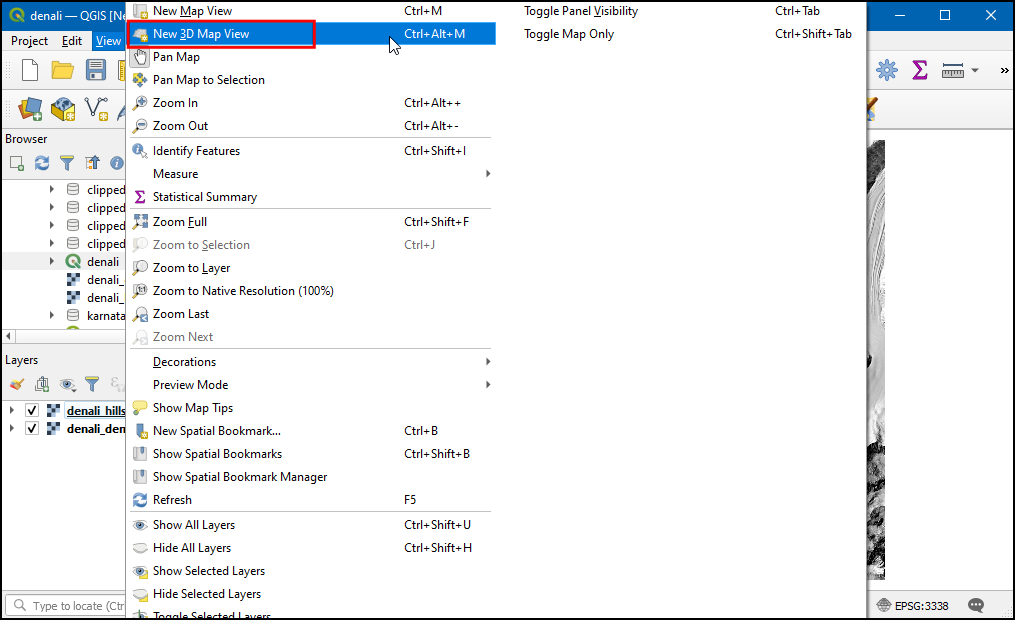 denali — QGIS [Ne
Project Edit View
New Map View Ctrl+M
New 3D Map View Ctrl+Alt+M
Pan Map
Pan Map to Selection
Zoom In Ctrl+Alt++
Zoom Out Ctrl+Alt+-
Identify Features Ctrl+Shift+I
Measure
Statistical Summary
Zoom Full Ctrl+Shift+F
Zoom to Selection Ctrl+J
Zoom to Layer
Zoom to Native Resolution (100%)
Zoom Last
Zoom Next
Decorations
Preview Mode
Show Map Tips
New Spatial Bookmark... Ctrl+B
Show Spatial Bookmarks Ctrl+Shift+B
Show Spatial Bookmark Manager
Refresh F5
Show All Layers Ctrl+Shift+U
Hide All Layers Ctrl+Shift+H
Show Selected Layers
Hide Selected Layers
Toggle Selected Layers
Toggle Panel Visibility Ctrl+Tab
Toggle Map Only Ctrl+Shift+Tab
»
Browser
clipped
clipped
clipped
clipped
denali
denali_
denali_
karnata
Layers
denali_hills
denali_den
Type to locate (Ctr
EPSG:3338